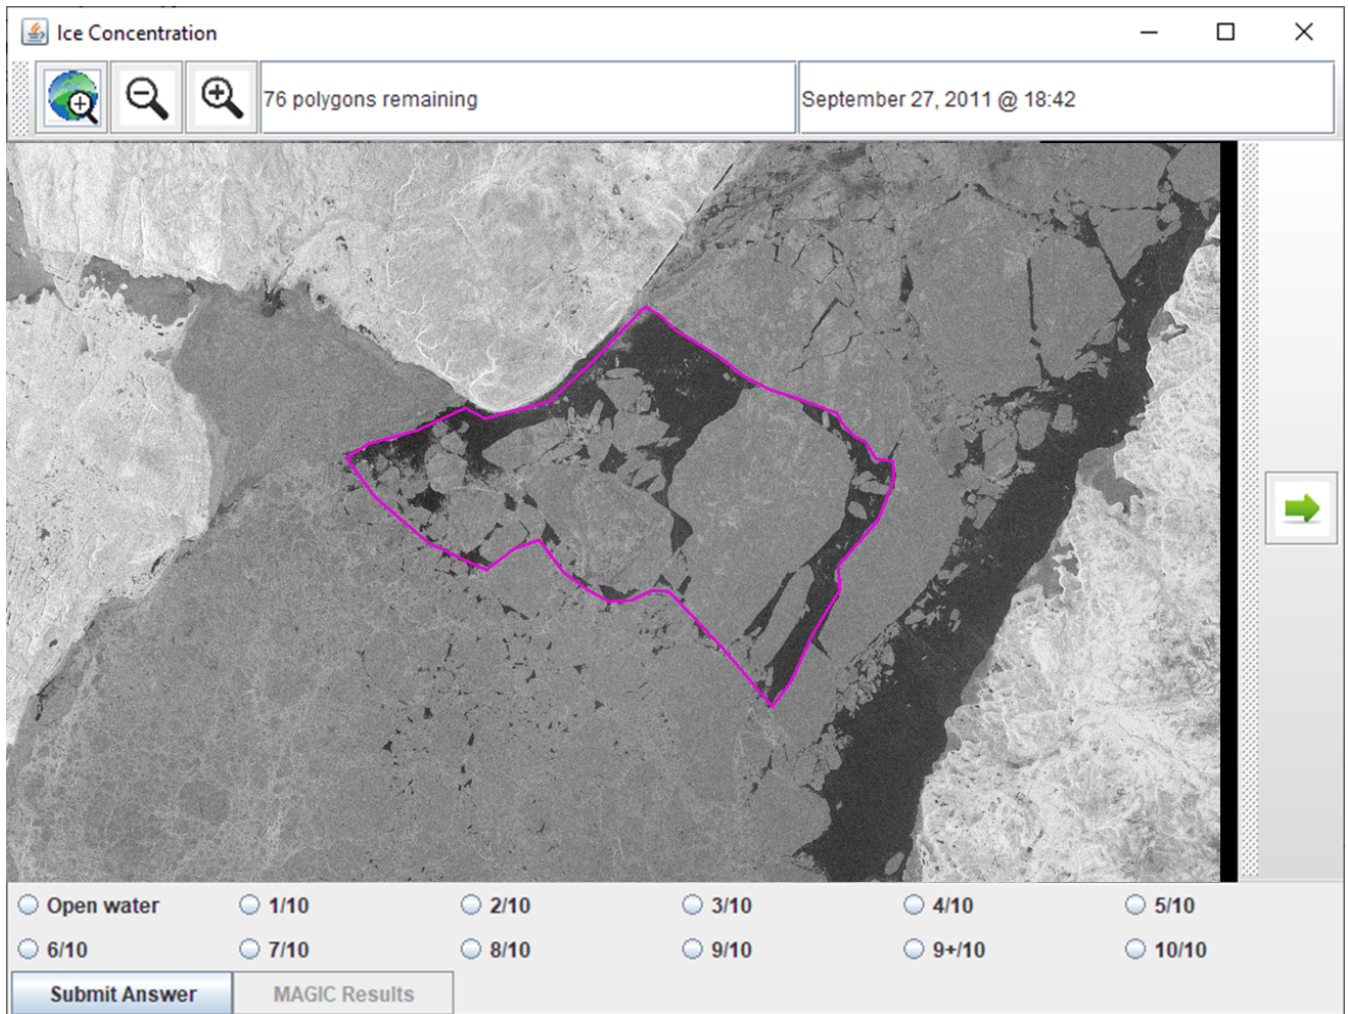 Ice Concentration
76 polygons remaining
September 27, 2011 @ 18:42
Open water
1/10
2/10
3/10
4/10
5/10
6/10
7/10
8/10
9/10
9+/10
10/10
Submit Answer
MAGIC Results